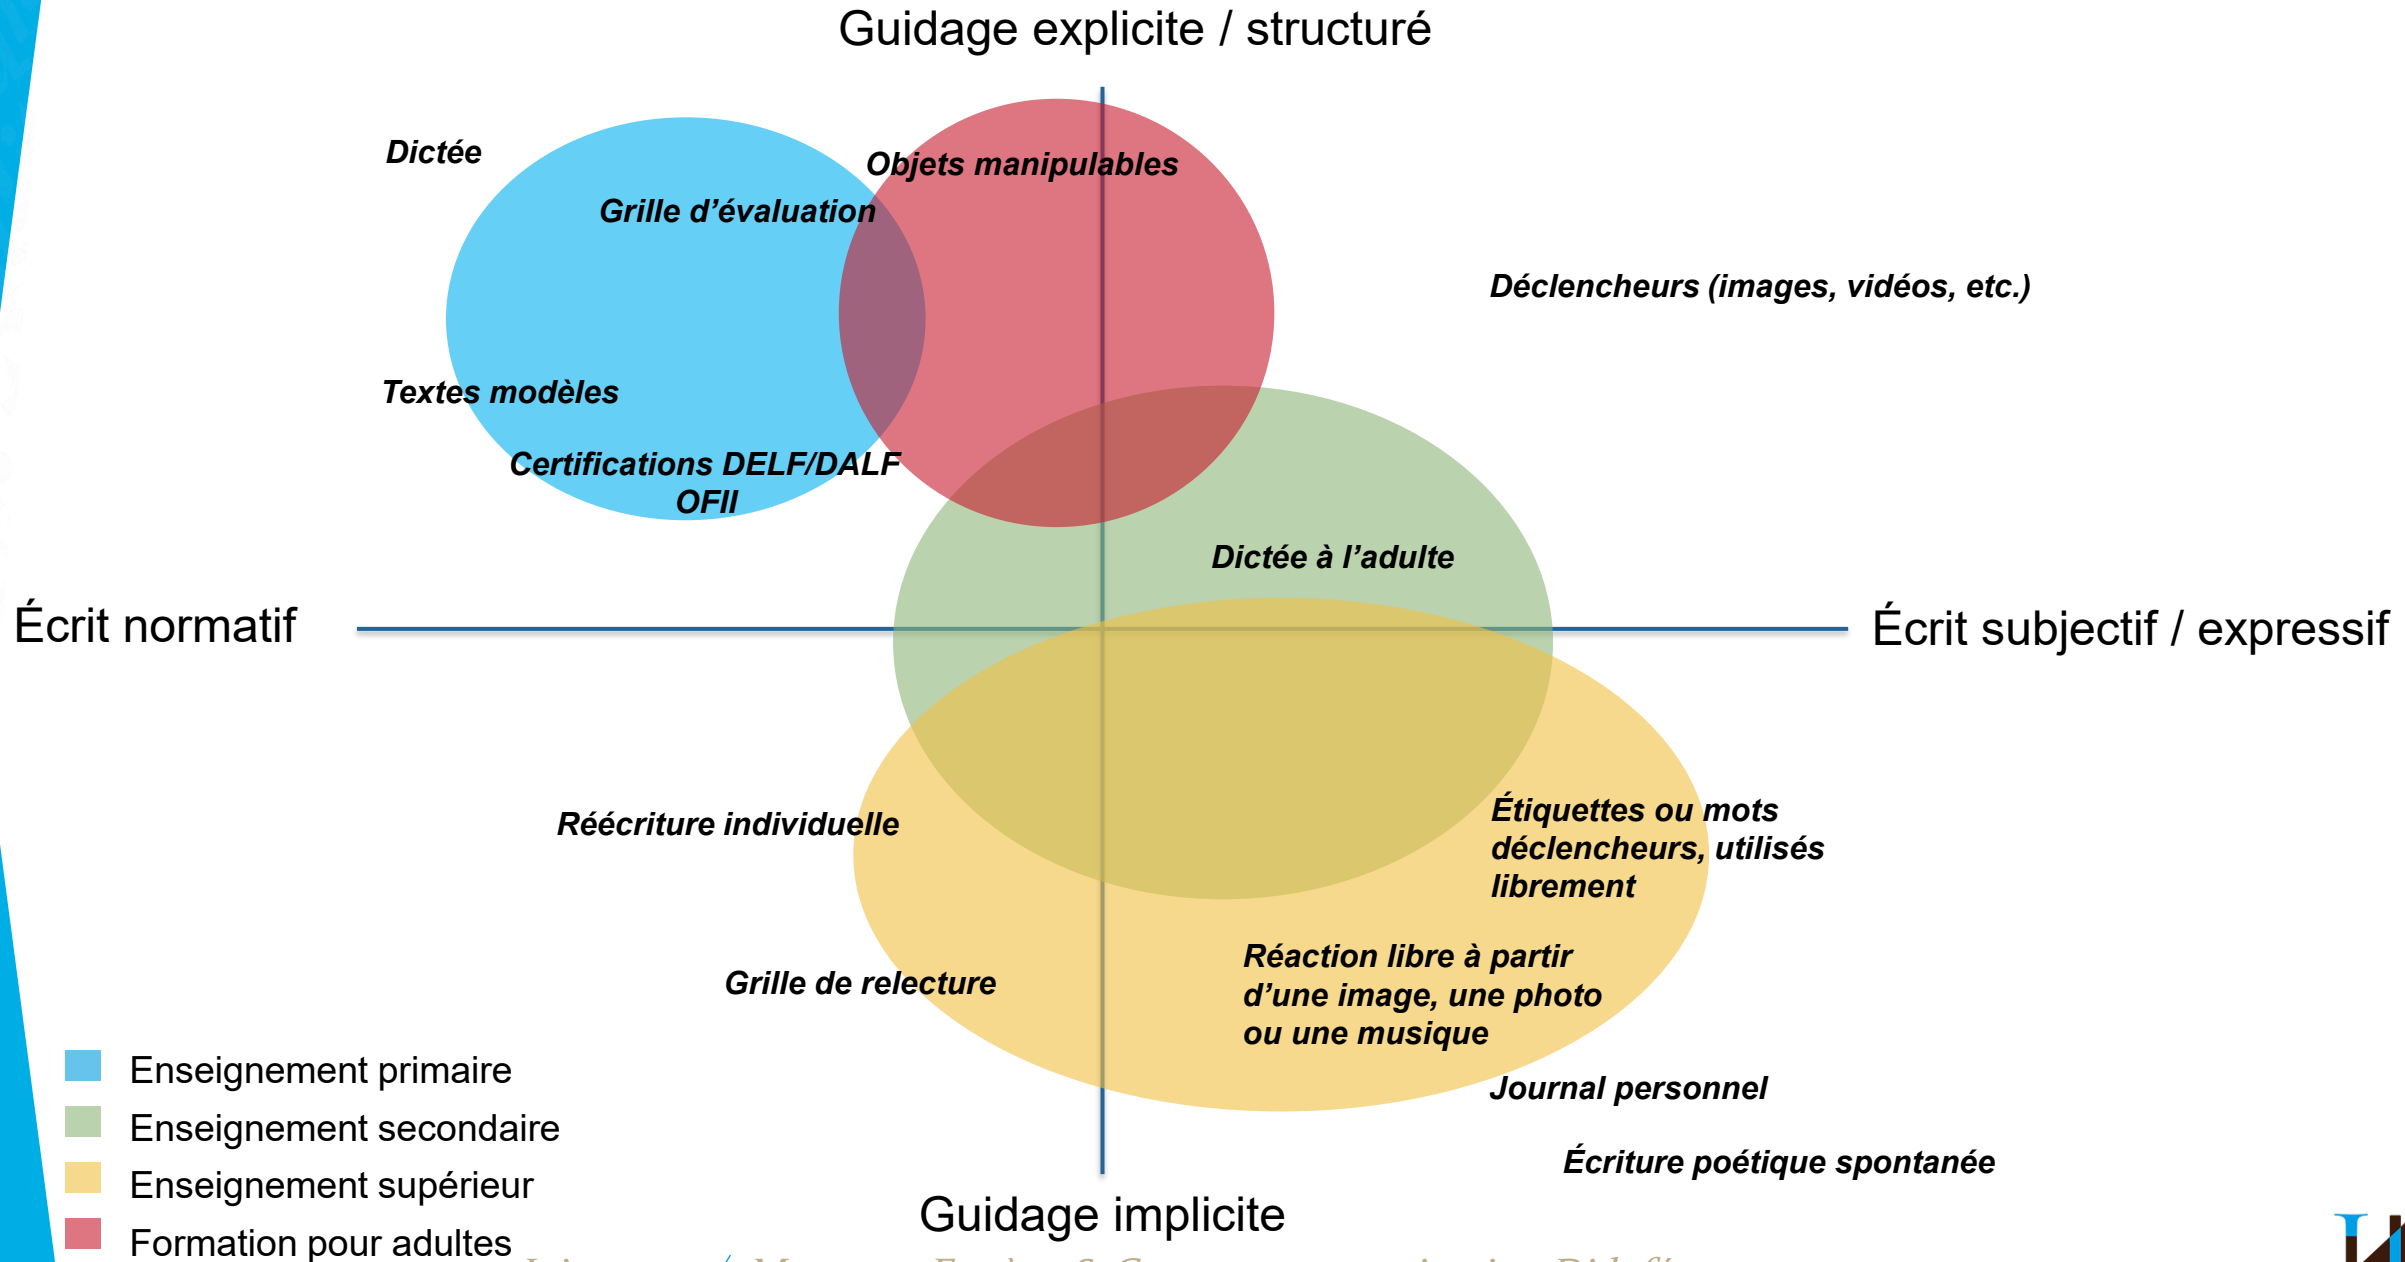 Guidage explicite / structuré
Dictée
Objets manipulables
Grille d’évaluation
Déclencheurs (images, vidéos, etc.)
Textes modèles
Certifications DELF/DALF
OFII
Dictée à l’adulte
Écrit normatif
Écrit subjectif / expressif
Réécriture individuelle
Étiquettes ou mots
déclencheurs, utilisés
librement
Grille de relecture
Réaction libre à partir
d’une image, une photo
ou une musique
Journal personnel
Écriture poétique spontanée
Guidage implicite
Enseignement primaire
Enseignement secondaire
Enseignement supérieur
Formation pour adultes